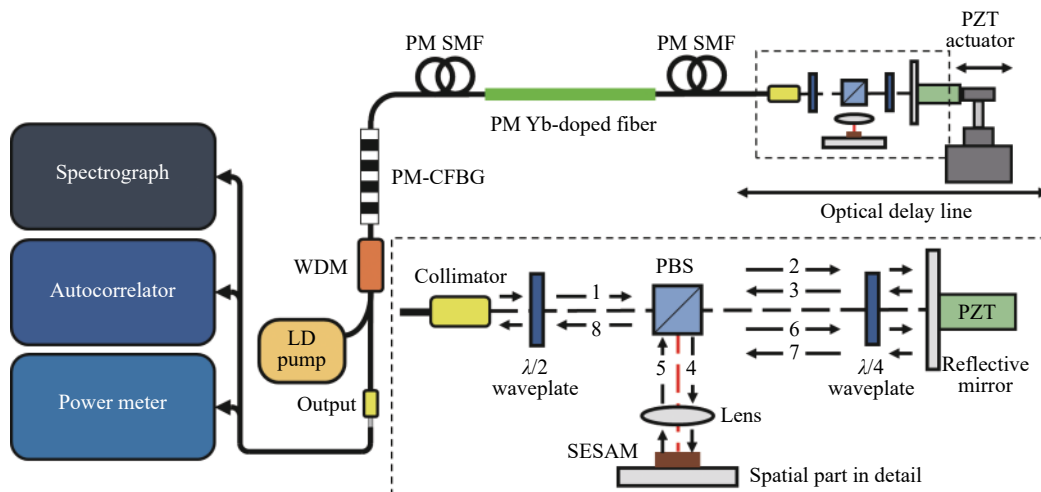 PM SMF
PM SMF
PZT
actuator
PM Yb-doped fiber
PM-CFBG
Optical delay line
Spectrograph
Autocorrelator
Power meter
WDM
LD
pump
Output
Collimator
PBS
1
8
2
3
6
7
5
4
λ/2
waveplate
λ/4
waveplate
PZT
Reflective
mirror
Lens
SESAM
Spatial part in detail